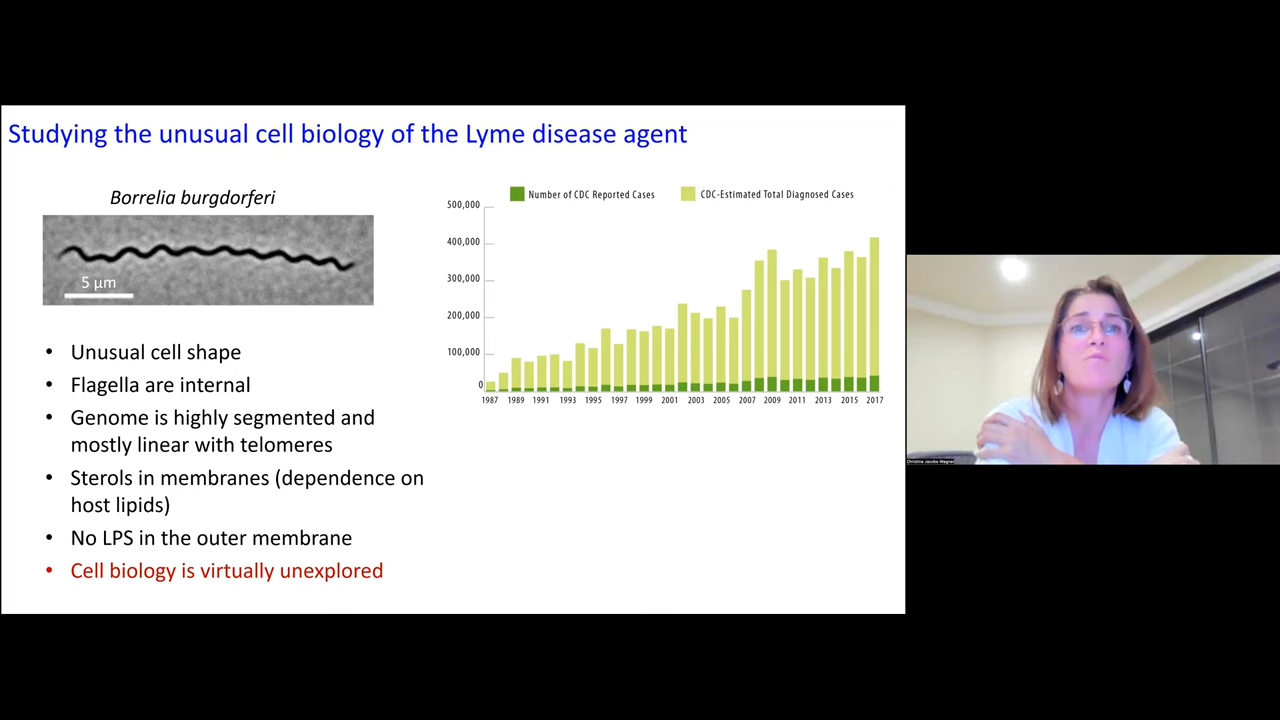 Studying the unusual cell biology of the Lyme disease agent
Borrelia burgdorferi
5 µm
• Unusual cell shape
• Flagella are internal
• Genome is highly segmented and
mostly linear with telomeres
• Sterols in membranes (dependence on
host lipids)
• No LPS in the outer membrane
• Cell biology is virtually unexplored
Number of CDC Reported Cases
CDC-Estimated Total Diagnosed Cases
500,000
400,000
300,000
200,000
100,000
0
1987 1989 1991 1993 1995 1997 1999 2001 2003 2005 2007 2009 2011 2013 2015 2017
Christine Jacobs-Wagner